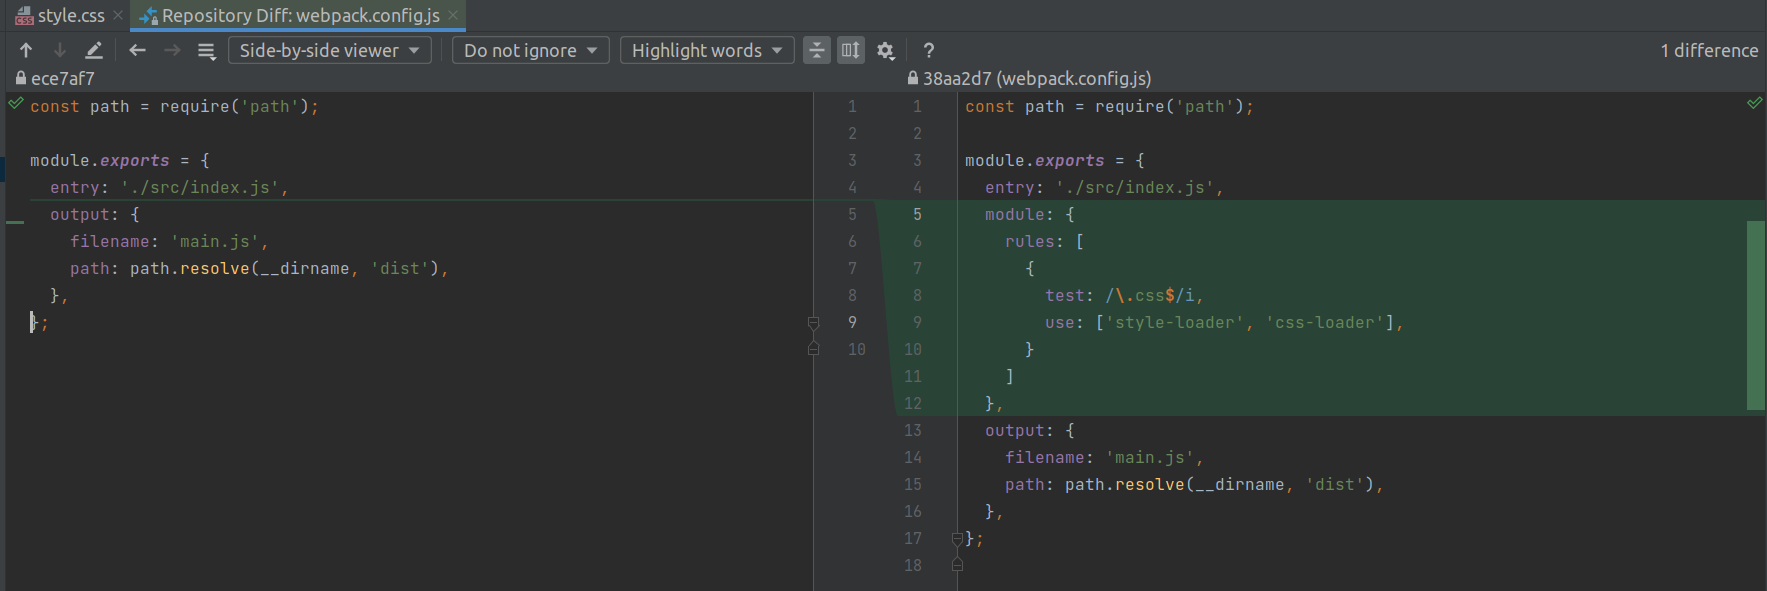 style.css
Repository Diff: webpack.config.js
Side-by-side viewer
Do not ignore
Highlight words
?
1 difference
ece7af7
38aa2d7 (webpack.config.js)
const path = require('path');
1

module.exports = {
2
3
  entry: './src/index.js',
4
  output: {
5
    filename: 'main.js',
6
    path: path.resolve(__dirname, 'dist'),
7
  },
8
};
9
10
1 const path = require('path');
2
3 module.exports = {
4   entry: './src/index.js',
5   module: {
6     rules: [
7       {
8         test: /\.css$/i,
9         use: ['style-loader', 'css-loader'],
10       }
11     ]
12   },
13   output: {
14     filename: 'main.js',
15     path: path.resolve(__dirname, 'dist'),
16   },
17 };
18